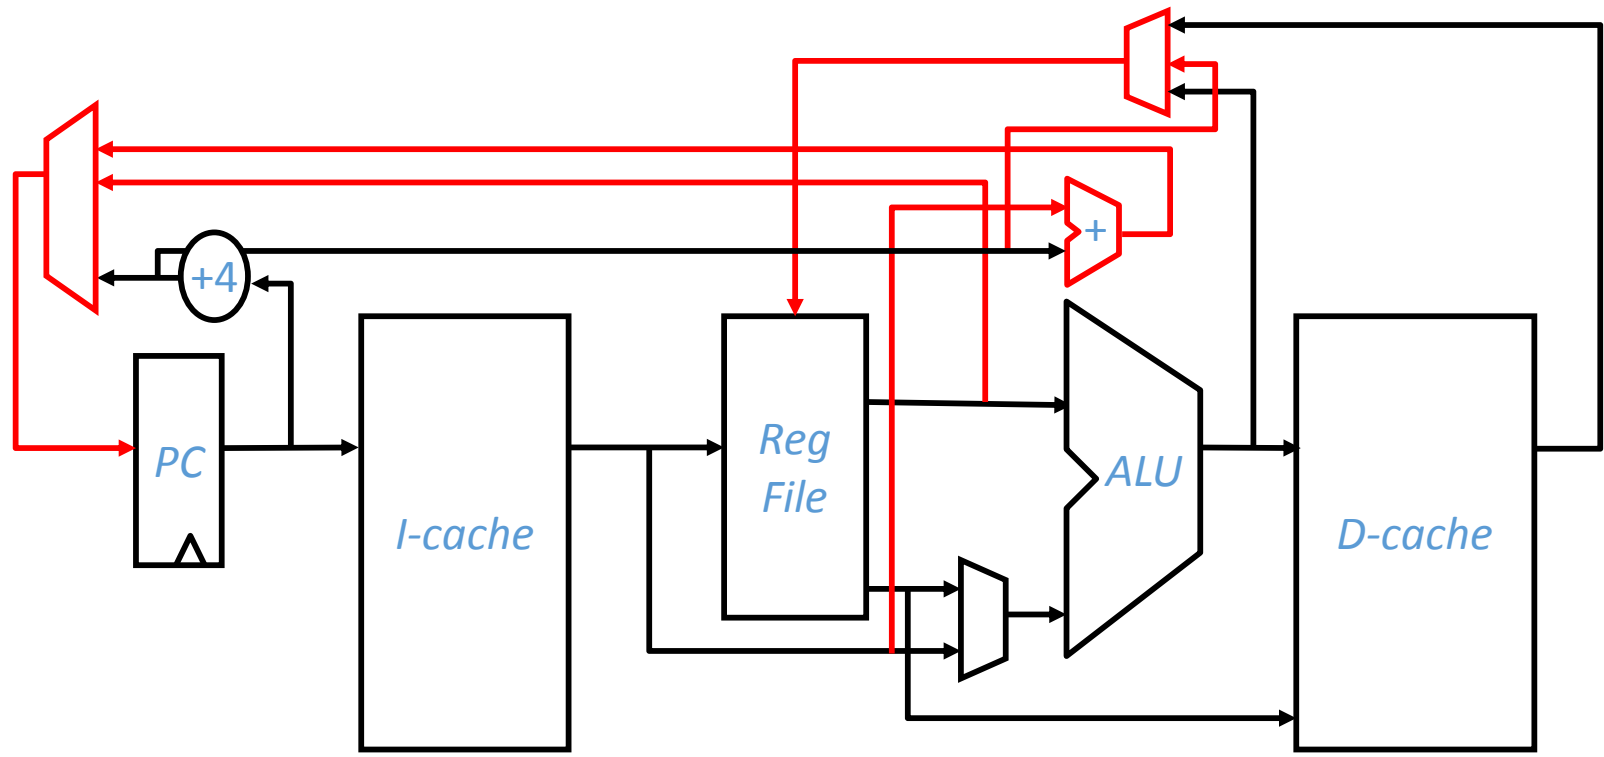 +
+4
PC
I-cache
Reg
File
ALU
D-cache